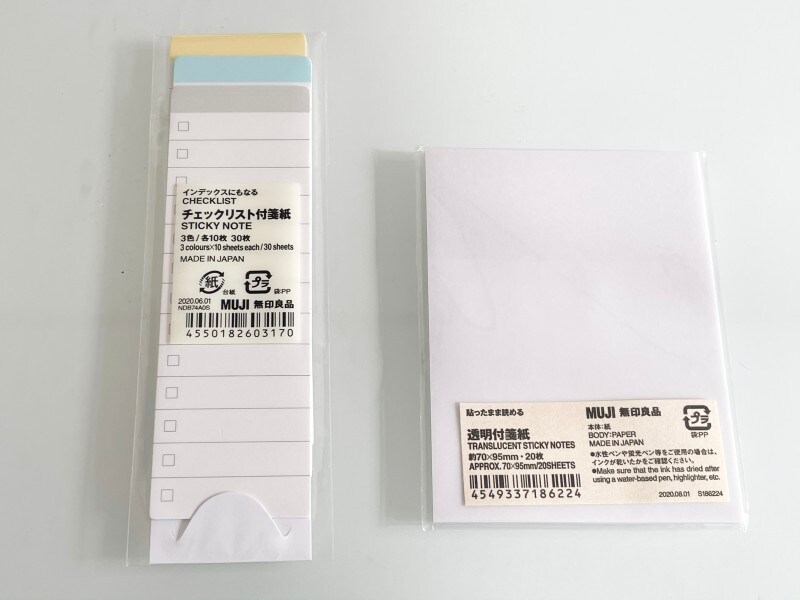 インデックスにもなる
CHECKLIST
チェックリスト付箋紙
STICKY NOTE
3色/各10枚 30枚
3 colours×10 sheets each/30 sheets
MADE IN JAPAN
紙
台紙
プラ
袋:PP
2020.06.01
NDB74A0S
MUJI 無印良品
4550182603170
貼ったまま読める
透明付箋紙
TRANSLUCENT STICKY NOTES
約70×95mm・20枚
APPROX. 70×95mm/20SHEETS
4549337186224
MUJI 無印良品
本体:紙
BODY:PAPER
MADE IN JAPAN
プラ
袋:PP
●水性ペンや蛍光ペン等をご使用の場合は、
インクが乾いたかをご確認ください。
●Make sure that the ink has dried after
using a water-based pen, highlighter, etc.
2020.08.01 S186224